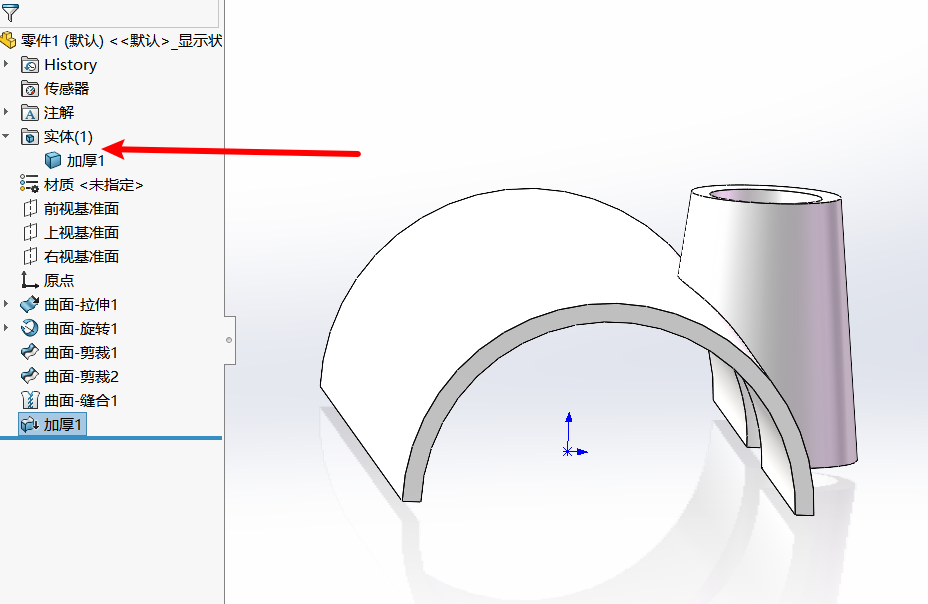 零件1 (默认) <<默认>_显示状
History
传感器
注解
实体(1)
加厚1
材质 <未指定>
前视基准面
上视基准面
右视基准面
原点
曲面-拉伸1
曲面-旋转1
曲面-剪裁1
曲面-剪裁2
曲面-缝合1
加厚1